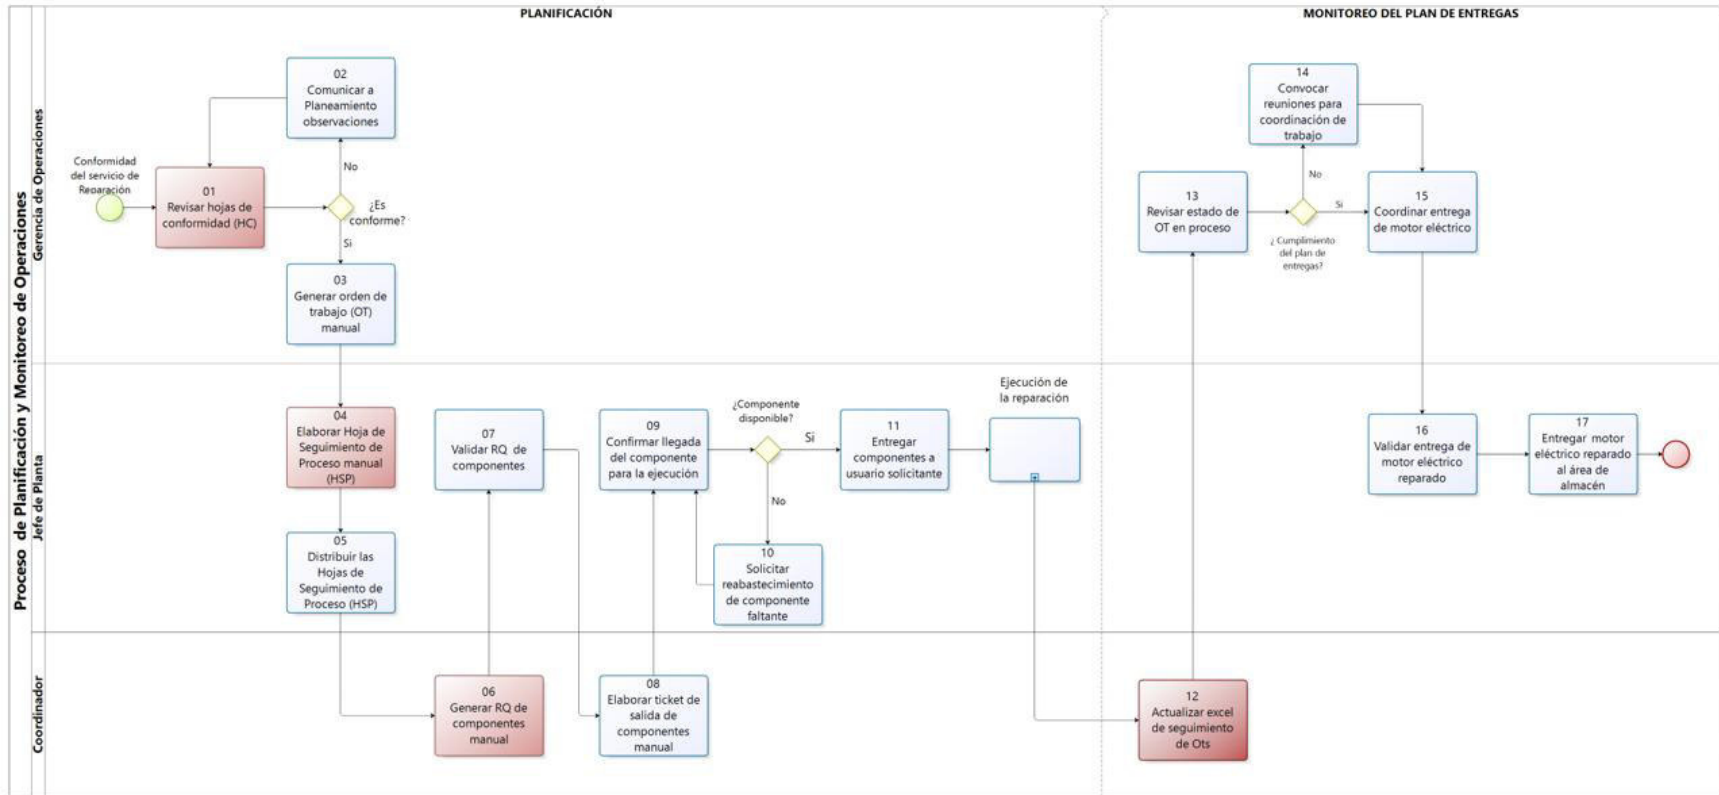 PLANIFICACIÓN
MONITOREO DEL PLAN DE ENTREGAS
Proceso de Planificación y Monitoreo de Operaciones
Gerencia de Operaciones
Conformidad
del servicio de
Reparación
01
Revisar hojas de
conformidad (HC)
02
Comunicar a
Planeamiento
observaciones
No
¿Es
conforme?
Si
03
Generar orden de
trabajo (OT)
manual
13
Revisar estado de
OT en proceso
14
Convocar
reuniones para
coordinación de
trabajo
No
Si
¿ Cumplimiento
del plan de
entregas?
15
Coordinar entrega
de motor eléctrico
Jefe de Planta
04
Elaborar Hoja de
Seguimiento de
Proceso manual
(HSP)
05
Distribuir las
Hojas de
Seguimiento de
Proceso (HSP)
07
Validar RQ de
componentes
09
Confirmar llegada
del componente
para la ejecución
¿Componente
disponible?
Si
No
10
Solicitar
reabastecimiento
de componente
faltante
11
Entregar
componentes a
usuario solicitante
Ejecución de
la reparación
16
Validar entrega de
motor eléctrico
reparado
17
Entregar motor
eléctrico reparado
al área de
almacén
Coordinador
06
Generar RQ de
componentes
manual
08
Elaborar ticket de
salida de
componentes
manual
12
Actualizar excel
de seguimiento
de Ots